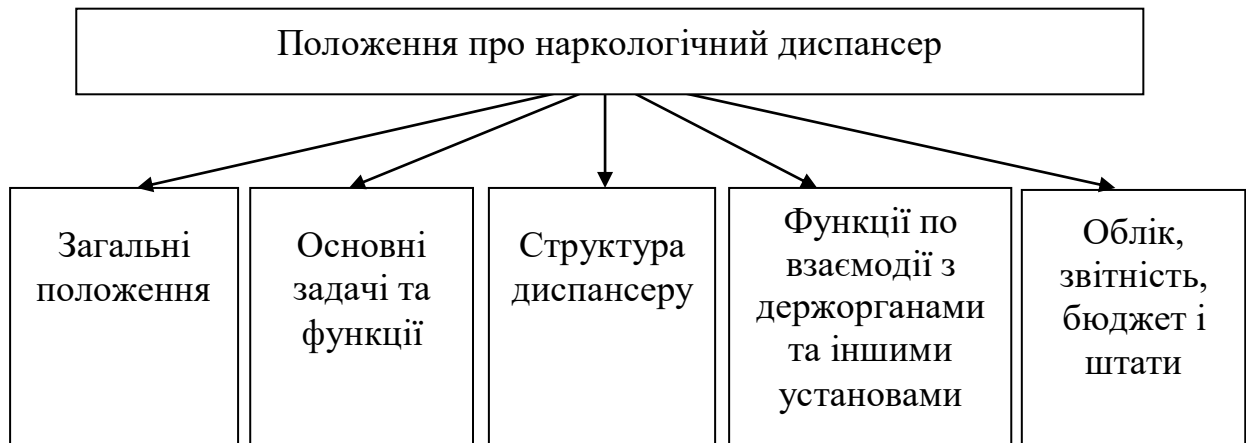 Положення про наркологічний диспансер
Загальні
положення
Основні
задачі та
функції
Структура
диспансеру
Функції по
взаємодії з
держорганами
та іншими
установами
Облік,
звітність,
бюджет і
штати